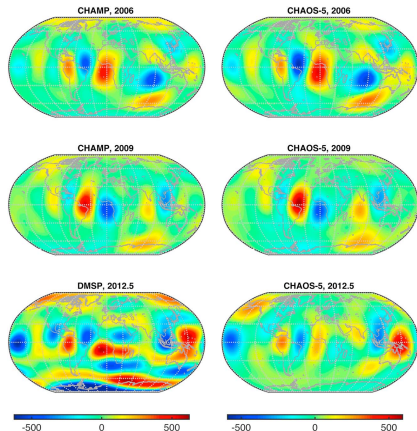 CHAMP, 2006 CHAOS-5, 2006
CHAMP, 2009 CHAOS-5, 2009
DMSP, 2012.5 CHAOS-5, 2012.5
-500 0 500 -500 0 500